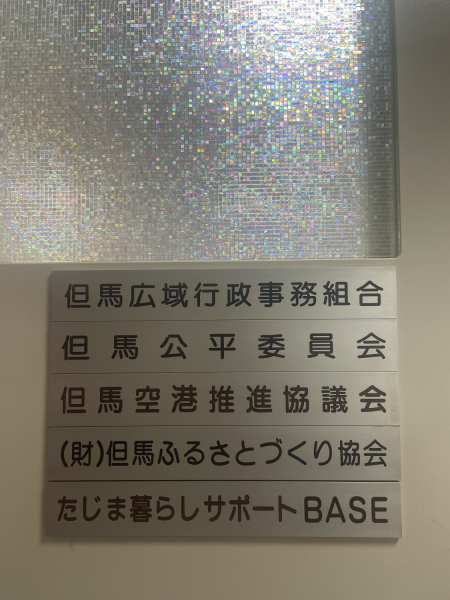 但馬広域行政事務組合
但馬公平委員会
但馬空港推進協議会
(財)但馬ふるさとづくり協会
たじま暮らしサポートBASE